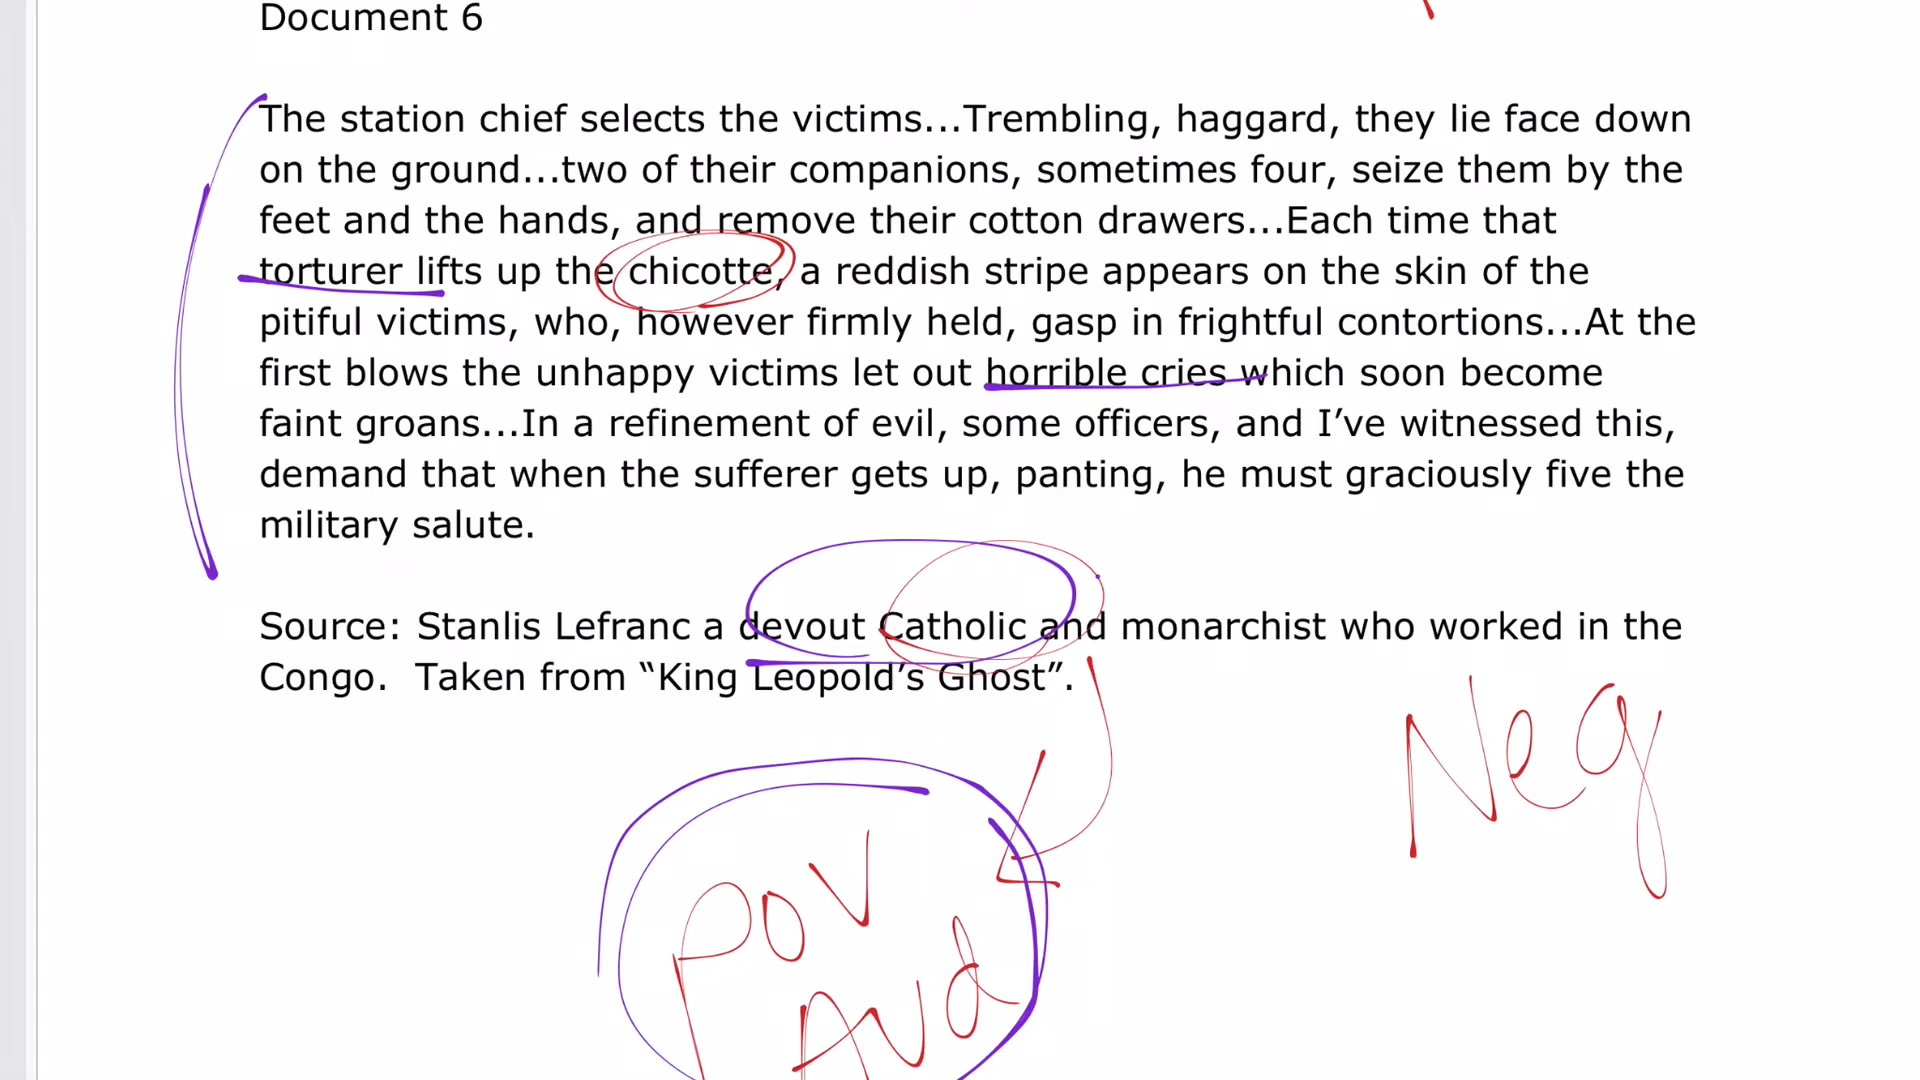 Document 6
The station chief selects the victims...Trembling, haggard, they lie face down
on the ground...two of their companions, sometimes four, seize them by the
feet and the hands, and remove their cotton drawers...Each time that
torturer lifts up the chicotte, a reddish stripe appears on the skin of the
pitiful victims, who, however firmly held, gasp in frightful contortions...At the
first blows the unhappy victims let out horrible cries which soon become
faint groans...In a refinement of evil, some officers, and I’ve witnessed this,
demand that when the sufferer gets up, panting, he must graciously five the
military salute.
Source: Stanlis Lefranc a devout Catholic and monarchist who worked in the
Congo.  Taken from “King Leopold’s Ghost”.
Neg
POV
Aud